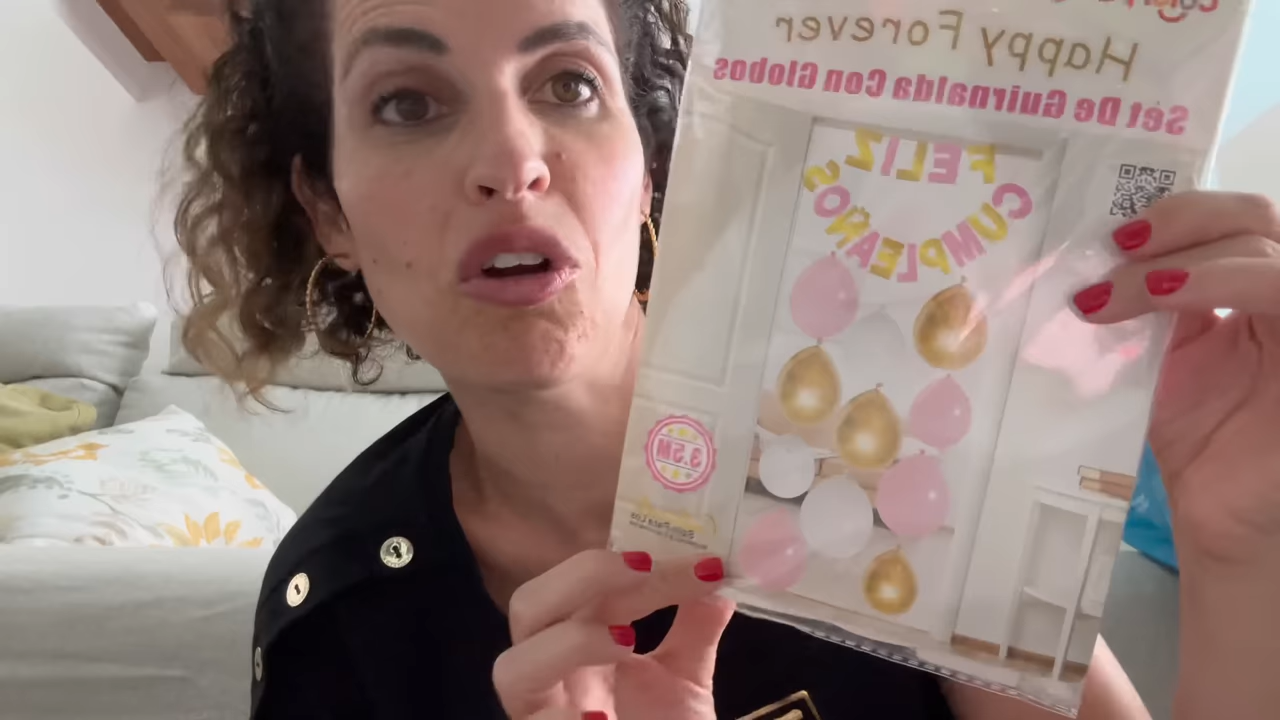 Happy Forever
Set De Guirnalda Con Globos
FELIZ
CUMPLEAÑOS
3.5M